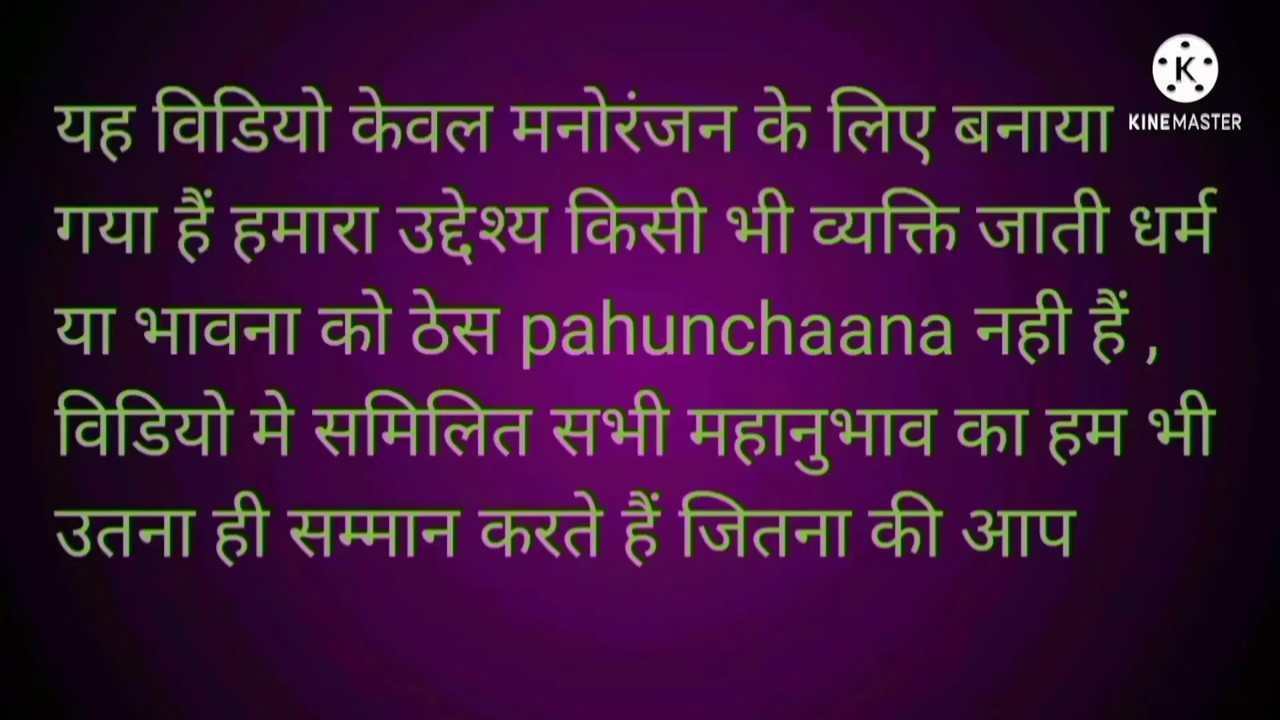 यह विडियो केवल मनोरंजन के लिए बनाया
गया हैं हमारा उद्देश्य किसी भी व्यक्ति जाती धर्म
या भावना को ठेस pahunchaana नही हैं ,
विडियो मे समिलित सभी महानुभाव का हम भी
उतना ही सम्मान करते हैं जितना की आप
K
KINEMASTER